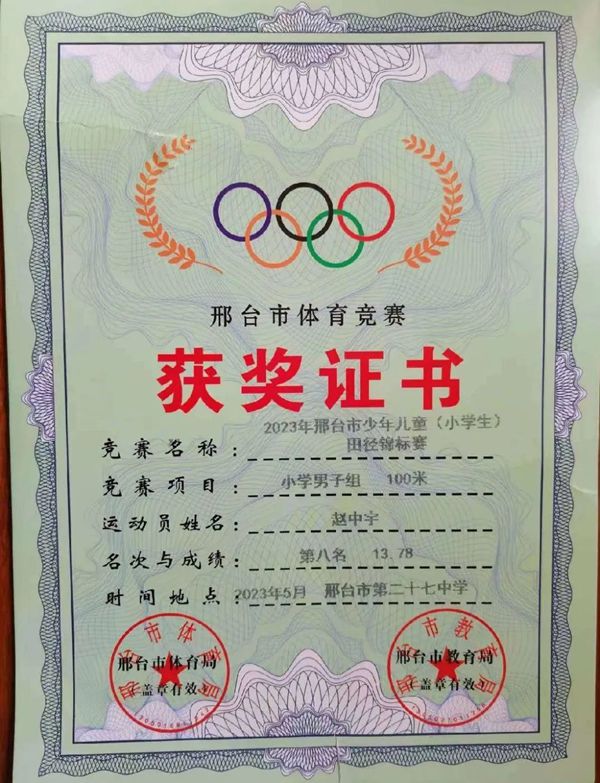 邢台市体育竞赛
获奖证书
2023年邢台市少年儿童（小学生）
竞赛名称：田径锦标赛
竞赛项目：小学男子组 100米
运动员姓名：赵中宇
名次与成绩：第八名 13.78
时间地点：2023年5月 邢台市第二十七中学
邢台市体育局
盖章有效
邢台市教育局
盖章有效